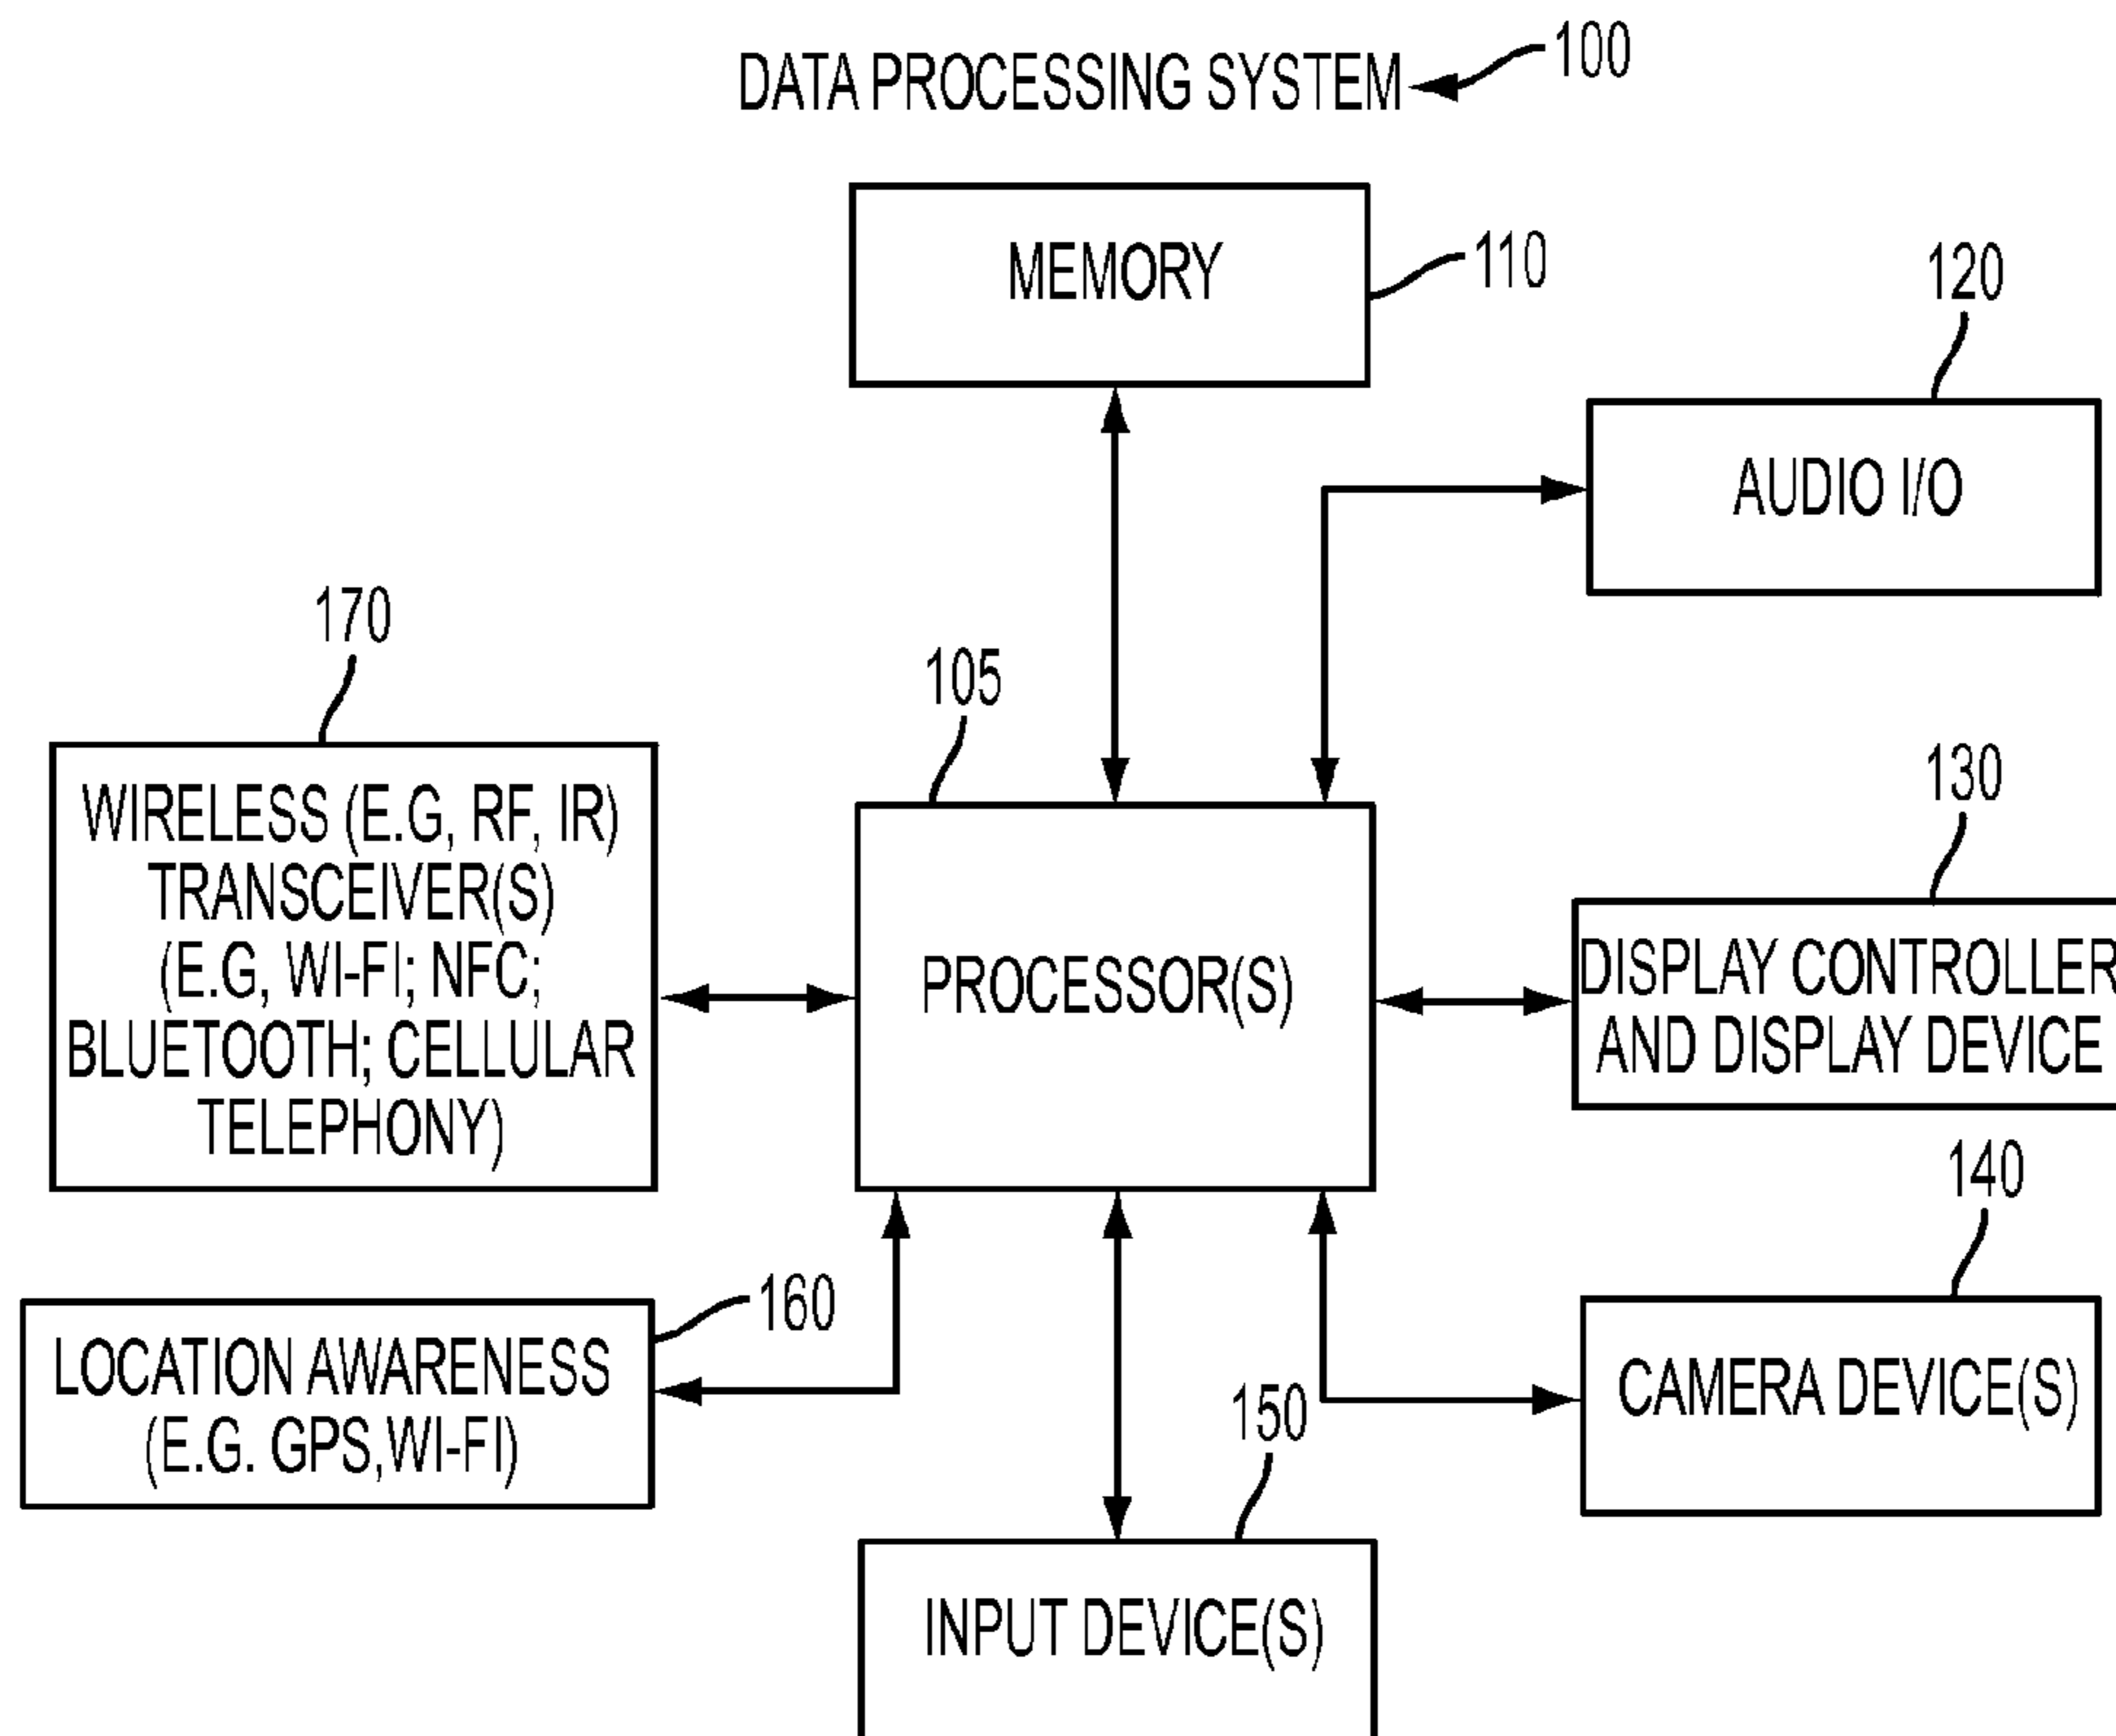 DATA PROCESSING SYSTEM
100
MEMORY
110
120
AUDIO I/O
170
105
WIRELESS (E.G, RF, IR)
TRANSCEIVER(S)
(E.G, WI-FI; NFC;
BLUETOOTH; CELLULAR
TELEPHONY)
PROCESSOR(S)
130
DISPLAY CONTROLLER
AND DISPLAY DEVICE
140
160
LOCATION AWARENESS
(E.G. GPS,WI-FI)
CAMERA DEVICE(S)
150
INPUT DEVICE(S)